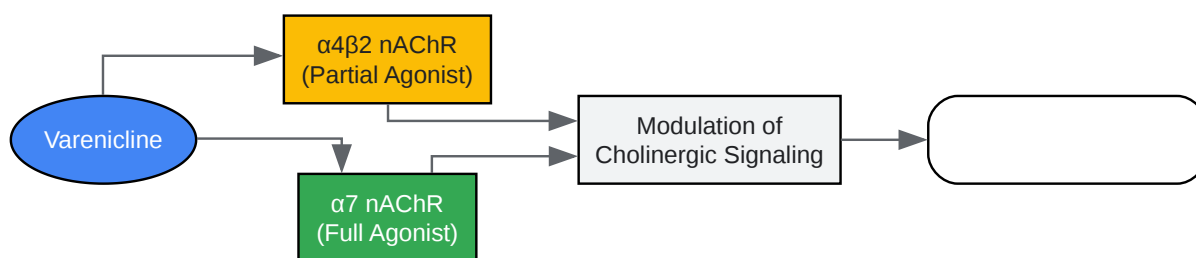 α4β2 nAChR
(Partial Agonist)
Varenicline
Modulation of
Cholinergic Signaling
α7 nAChR
(Full Agonist)